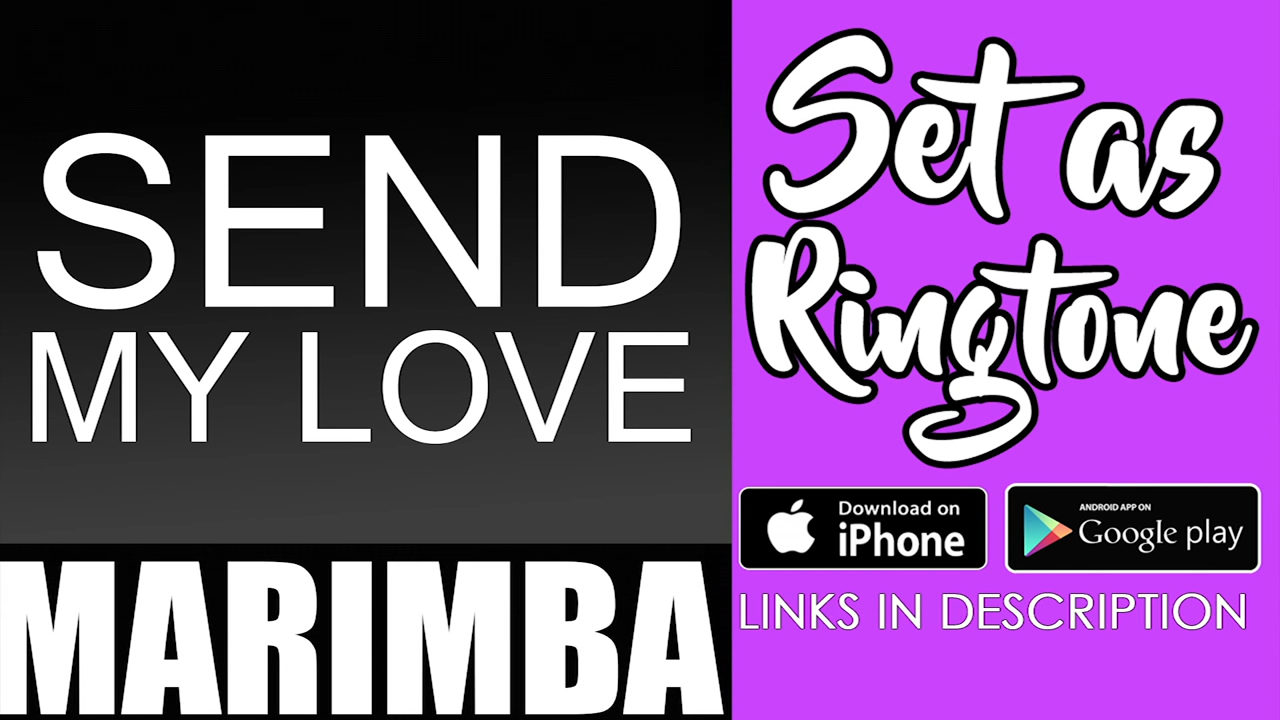 SEND
MY LOVE
MARIMBA
Set as
Ringtone
Download on
iPhone
ANDROID APP ON
Google play
LINKS IN DESCRIPTION